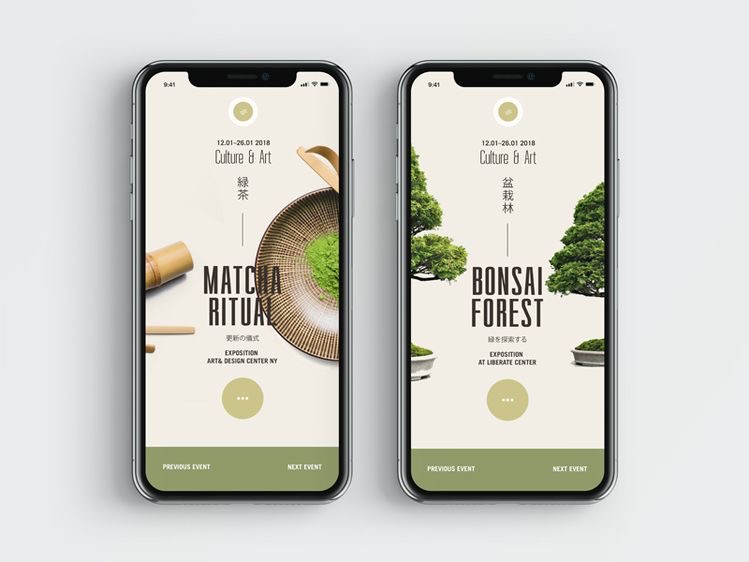 9:41
12.01–26.01 2018
Culture & Art
緑茶
MATCHA
RITUAL
更新の儀式
EXPOSITION
ART& DESIGN CENTER NY
PREVIOUS EVENT
NEXT EVENT
9:41
12.01–26.01 2018
Culture & Art
盆栽林
BONSAI
FOREST
緑を探索する
EXPOSITION
AT LIBERATE CENTER
PREVIOUS EVENT
NEXT EVENT